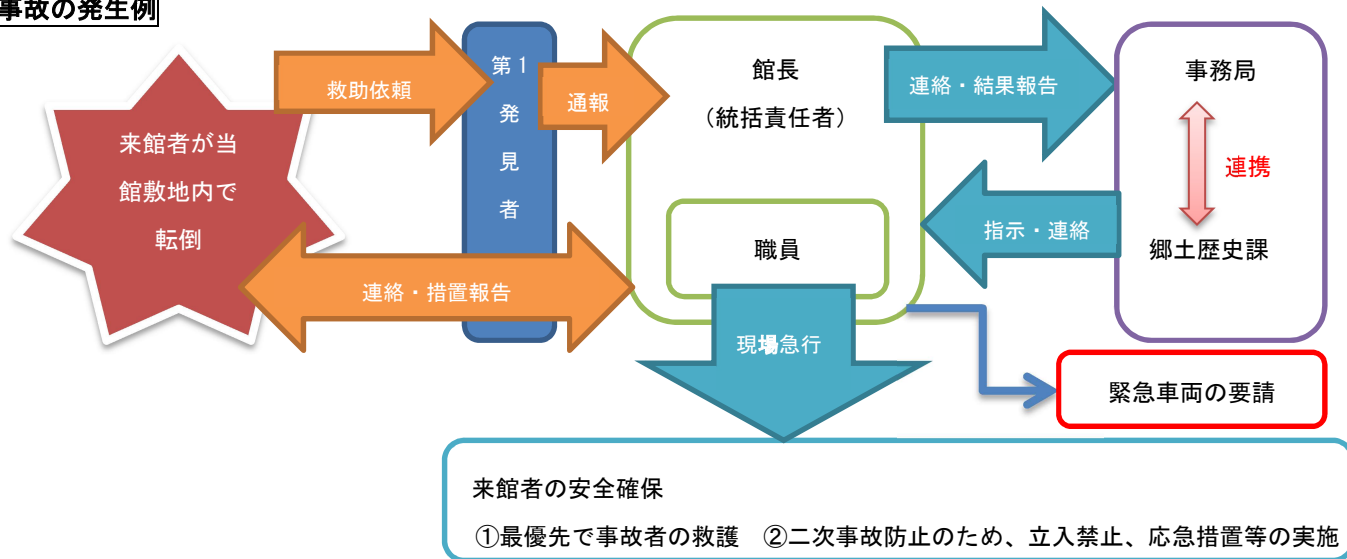 事故の発生例
来館者が当
館敷地内で
転倒
救助依頼
第1
発
見
者
通報
連絡・措置報告
館長
（統括責任者）
職員
連絡・結果報告
指示・連絡
事務局
連携
郷土歴史課
現場急行
緊急車両の要請
来館者の安全確保
①最優先で事故者の救護　②二次事故防止のため、立入禁止、応急措置等の実施